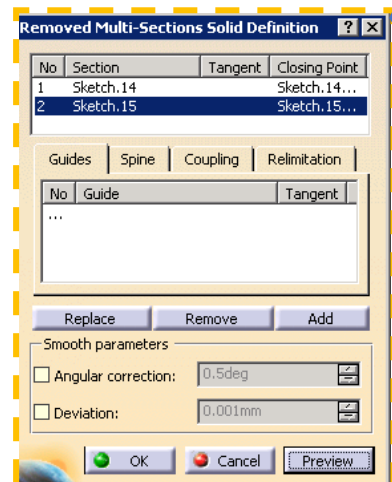 Removed Multi-Sections Solid Definition ? X
No Section Tangent Closing Point
1 Sketch.14 Sketch.14...
2 Sketch.15 Sketch.15...
Guides Spine Coupling Relimitation
No Guide Tangent
...
Replace Remove Add
Smooth parameters
Angular correction: 0.5deg
Deviation: 0.001mm
OK Cancel Preview